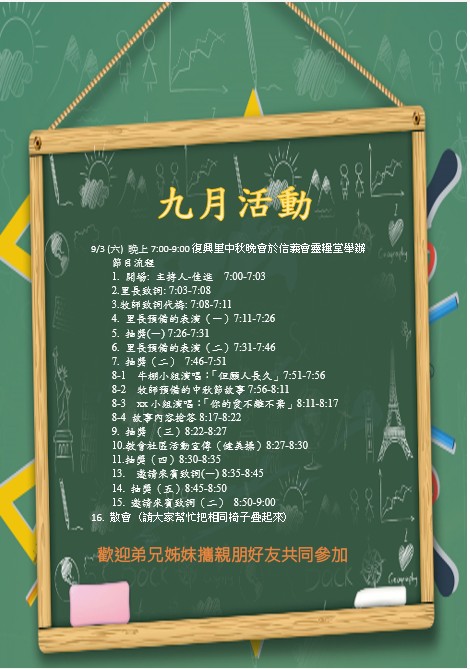 九月活動
9/3 (六) 晚上 7:00-9:00 復興里中秋晚會於信義會靈糧堂舉辦
節目流程
1. 開場: 主持人-佳進 7:00-7:03
2.里長致詞: 7:03-7:08
3.牧師致詞代禱: 7:08-7:11
4. 里長預備的表演（一）7:11-7:26
5. 抽獎(一) 7:26-7:31
6. 里長預備的表演（二）7:31-7:46
7. 抽獎（二） 7:46-7:51
8-1 牛棚小組演唱：「但願人長久」7:51-7:56
8-2 牧師預備的中秋節故事 7:56-8:11
8-3 xx 小組演唱：「你的愛不離不棄」8:11-8:17
8-4 故事內容搶答 8:17-8:22
9. 抽獎 （三）8:22-8:27
10.教會社區活動宣傳（健美操）8:27-8:30
11.抽獎（四）8:30-8:35
13. 邀請來賓致詞(一) 8:35-8:45
14. 抽獎（五）8:45-8:50
15. 邀請來賓致詞（二） 8:50-9:00
16. 散會（請大家幫忙把相同椅子疊起來）
歡迎弟兄姊妹攜親朋好友共同參加
Geography
Geography